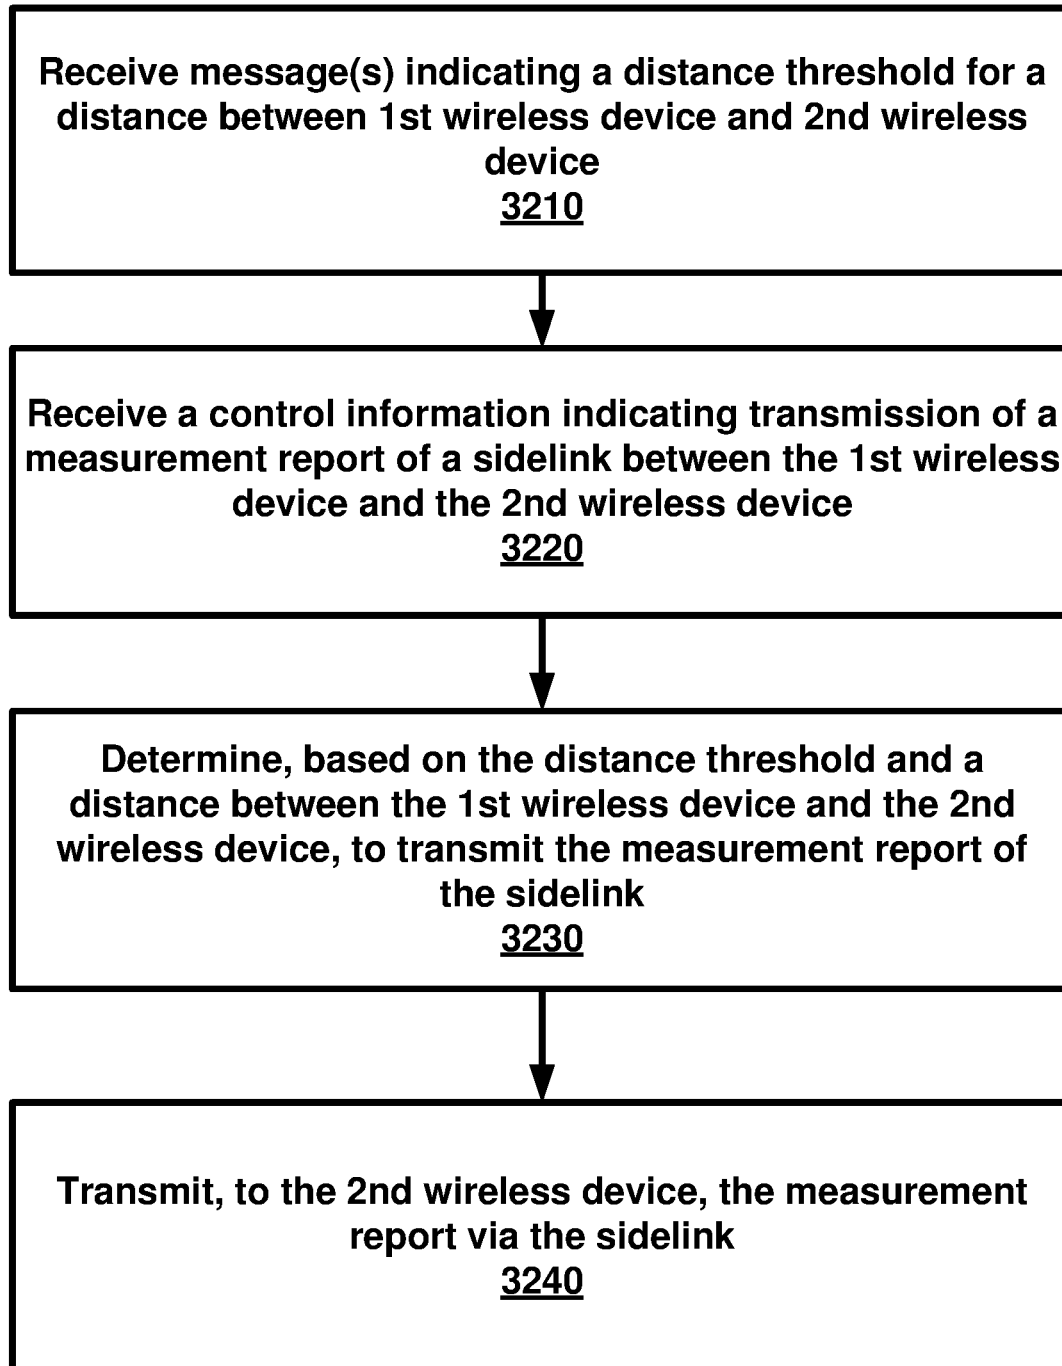 Receive message(s) indicating a distance threshold for a
distance between 1st wireless device and 2nd wireless
device
3210
Receive a control information indicating transmission of a
measurement report of a sidelink between the 1st wireless
device and the 2nd wireless device
3220
Determine, based on the distance threshold and a
distance between the 1st wireless device and the 2nd
wireless device, to transmit the measurement report of
the sidelink
3230
Transmit, to the 2nd wireless device, the measurement
report via the sidelink
3240